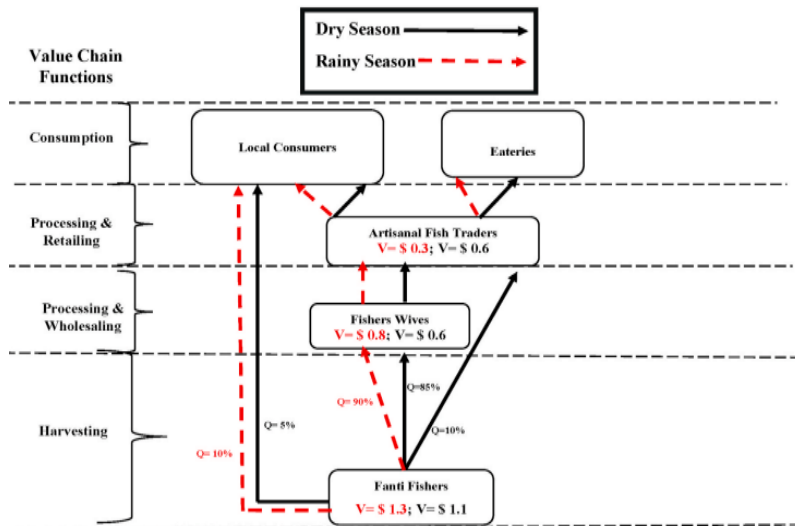 Dry Season
Rainy Season
Value Chain
Functions
Consumption
Local Consumers
Eateries
Processing &
Retailing
Artisanal Fish Traders
V= $ 0.3; V= $ 0.6
Processing &
Wholesaling
Fishers Wives
V= $ 0.8; V= $ 0.6
Harvesting
Q=85%
Q= 90%
Q= 5%
Q=10%
Q= 10%
Fanti Fishers
V= $ 1.3; V= $ 1.1